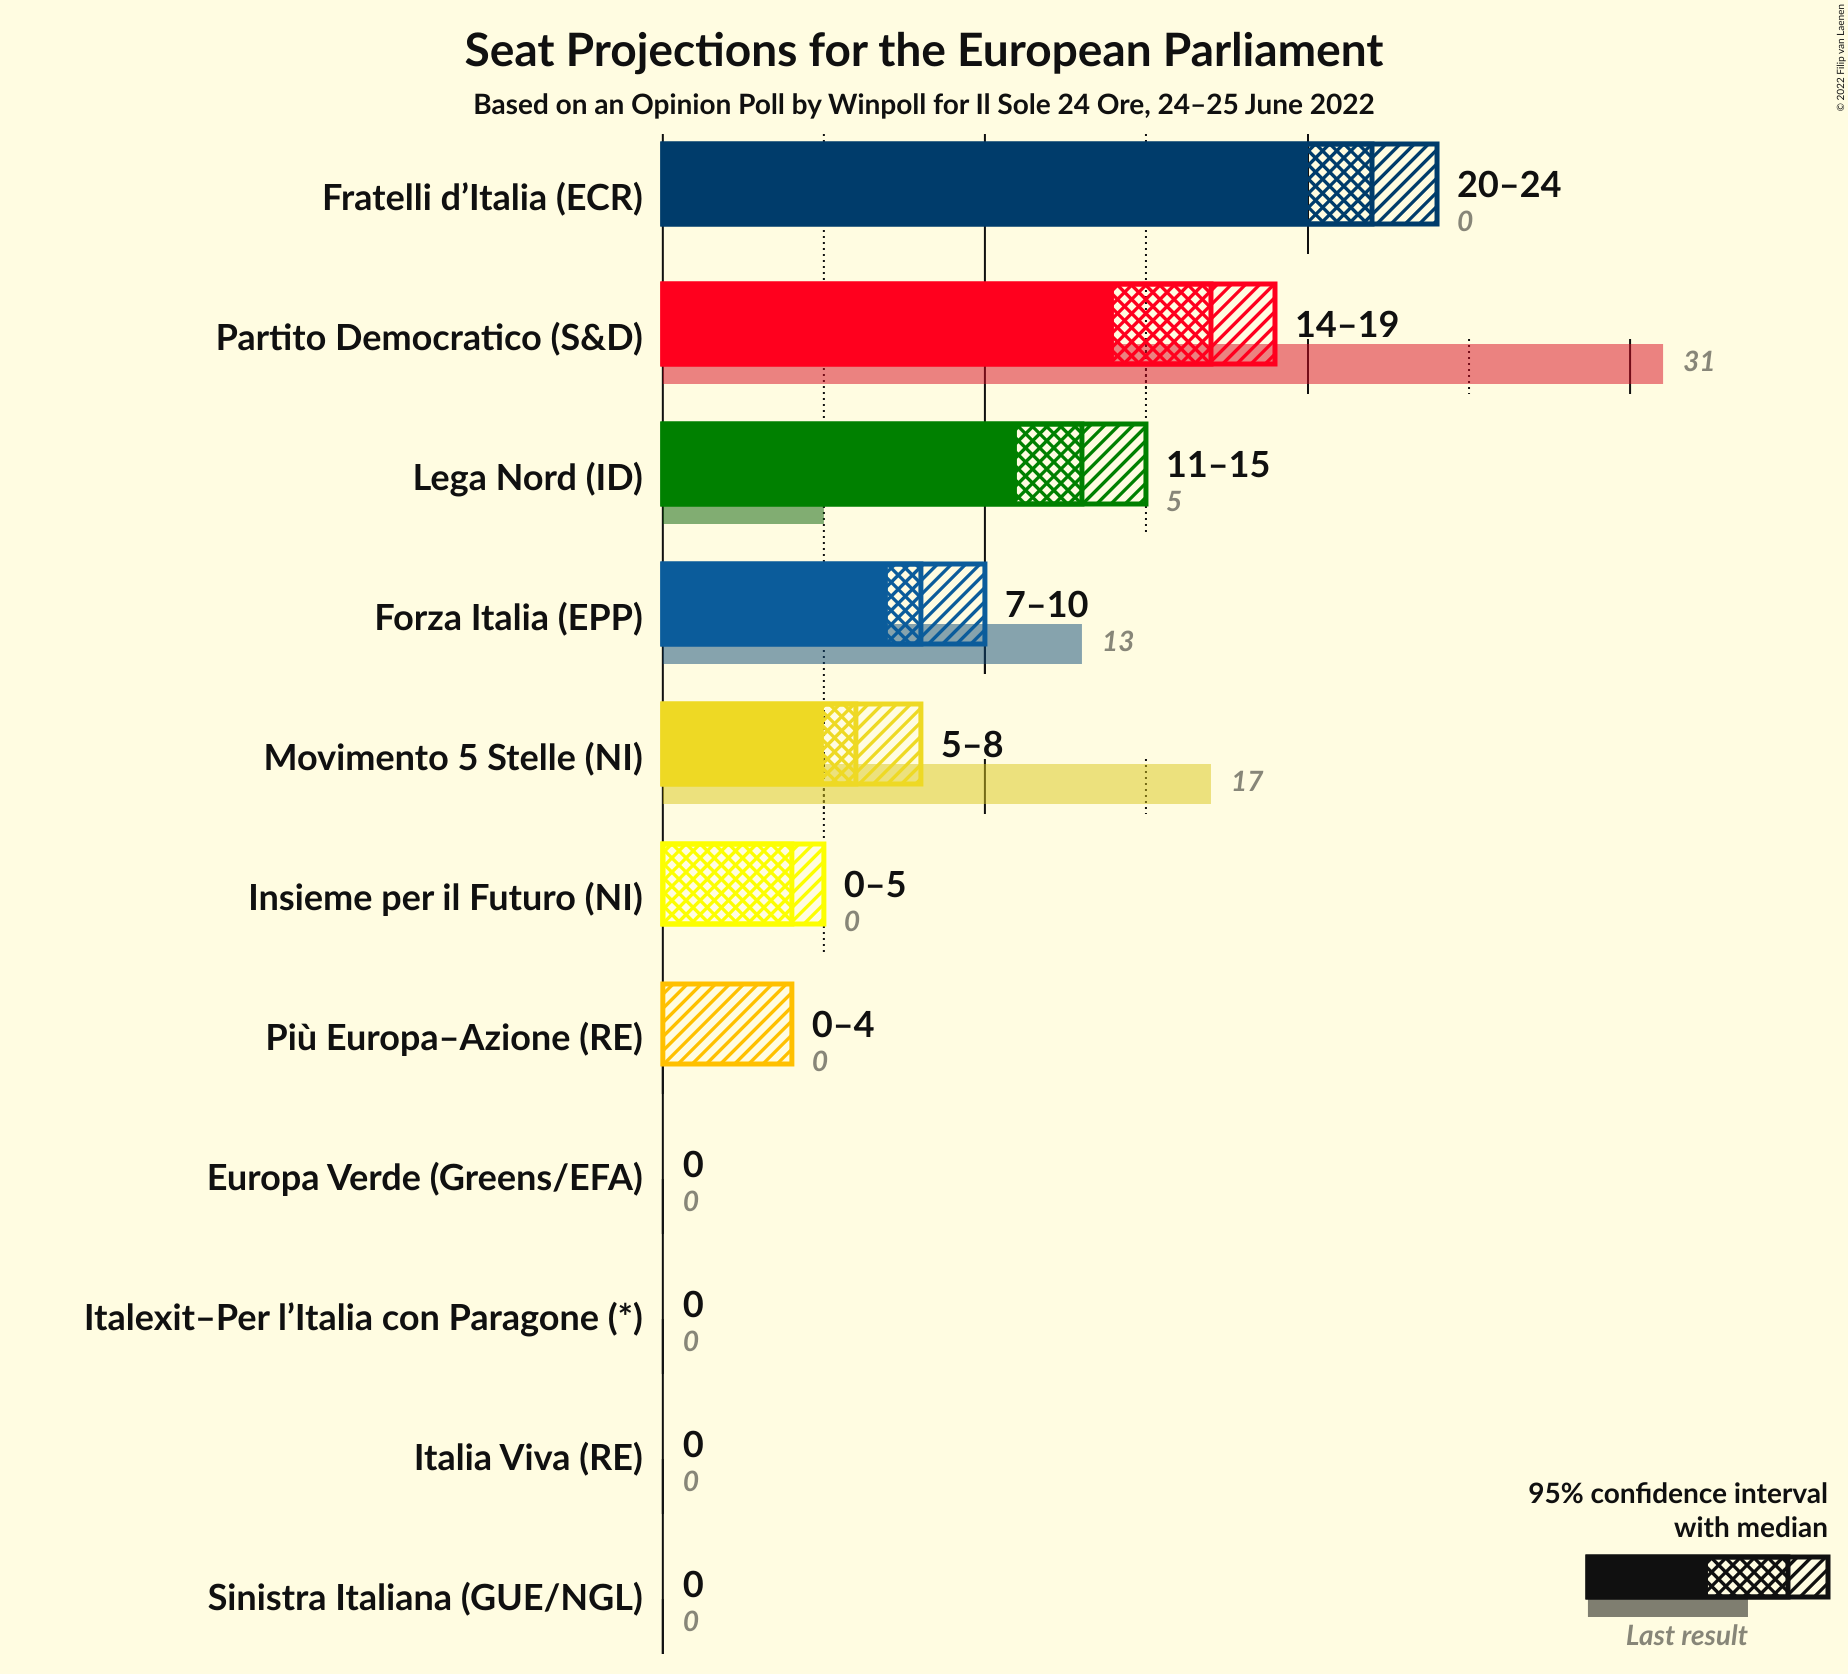 Seat Projections for the European Parliament
Based on an Opinion Poll by Winpoll for Il Sole 24 Ore, 24–25 June 2022
© 2022 Filip van Laenen
Fratelli d’Italia (ECR)
20–24
0
Partito Democratico (S&D)
14–19
31
Lega Nord (ID)
11–15
5
Forza Italia (EPP)
7–10
13
Movimento 5 Stelle (NI)
5–8
17
Insieme per il Futuro (NI)
0–5
0
Più Europa–Azione (RE)
0–4
0
Europa Verde (Greens/EFA)
0
0
Italexit–Per l’Italia con Paragone (*)
0
0
Italia Viva (RE)
0
0
Sinistra Italiana (GUE/NGL)
0
0
95% confidence interval
with median
Last result